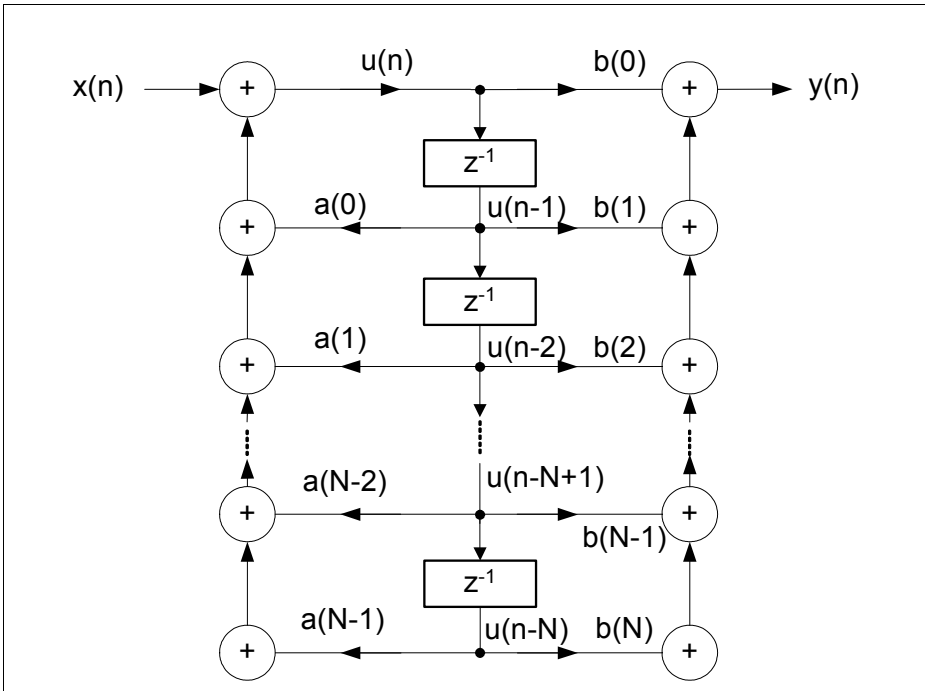 x(n) + u(n) b(0) + y(n)
z⁻¹
+ a(0) u(n-1) b(1) +
z⁻¹
+ a(1) u(n-2) b(2) +
+ a(N-2) u(n-N+1) b(N-1) +
z⁻¹
+ a(N-1) u(n-N) b(N) +